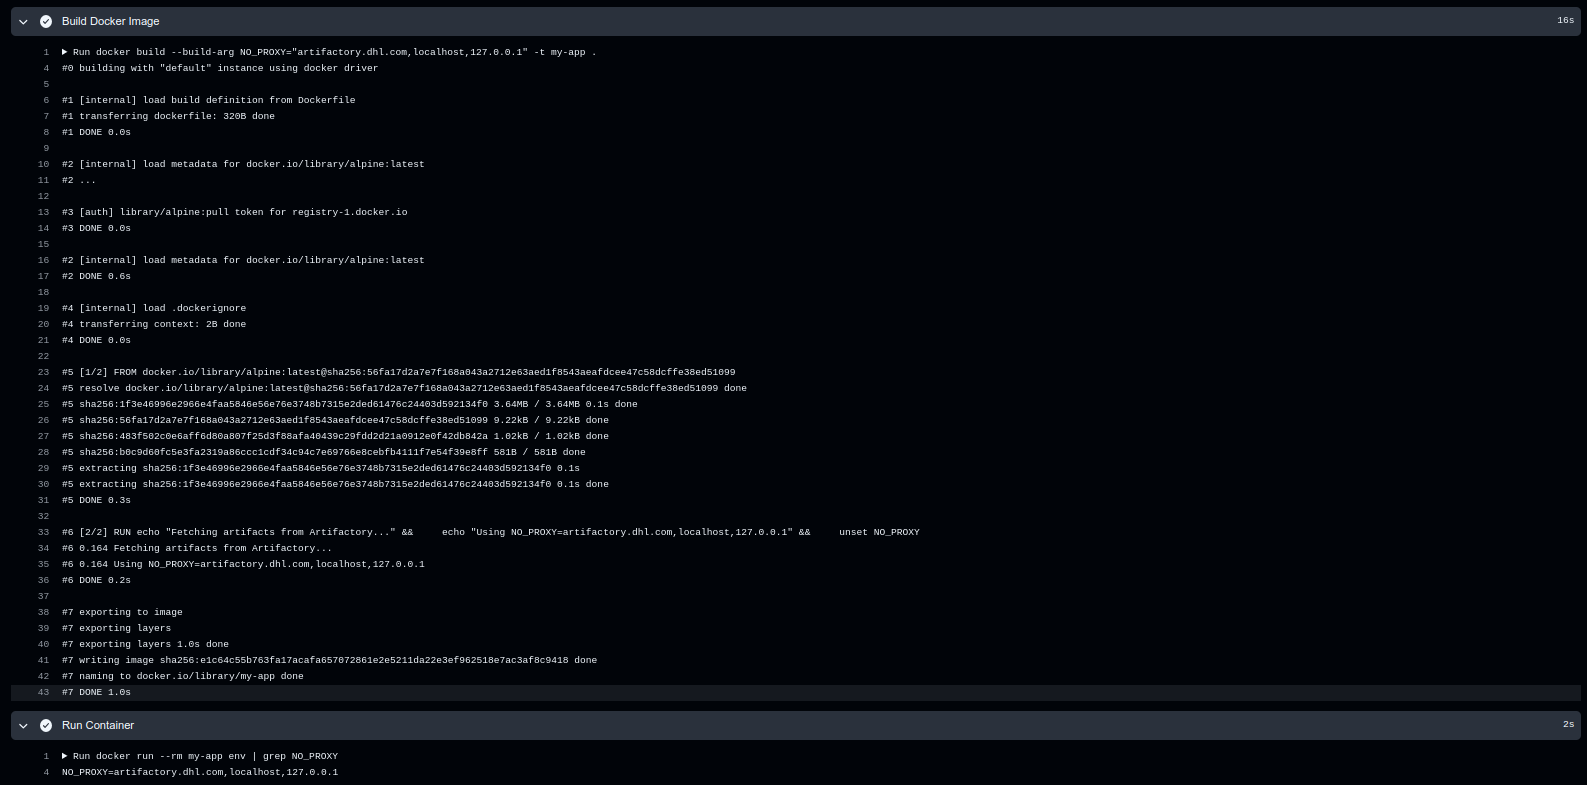 Build Docker Image 16s
1 Run docker build --build-arg NO_PROXY="artifactory.dhl.com,localhost,127.0.0.1" -t my-app .
4 #0 building with "default" instance using docker driver
5
6 #1 [internal] load build definition from Dockerfile
7 #1 transferring dockerfile: 320B done
8 #1 DONE 0.0s
9
10 #2 [internal] load metadata for docker.io/library/alpine:latest
11 #2 ...
12
13 #3 [auth] library/alpine:pull token for registry-1.docker.io
14 #3 DONE 0.0s
15
16 #2 [internal] load metadata for docker.io/library/alpine:latest
17 #2 DONE 0.6s
18
19 #4 [internal] load .dockerignore
20 #4 transferring context: 2B done
21 #4 DONE 0.0s
22
23 #5 [1/2] FROM docker.io/library/alpine:latest@sha256:56fa17d2a7e7f168a043a2712e63aed1f8543aeafdcee47c58dcffe38ed51099
24 #5 resolve docker.io/library/alpine:latest@sha256:56fa17d2a7e7f168a043a2712e63aed1f8543aeafdcee47c58dcffe38ed51099 done
25 #5 sha256:1f3e46996e2966e4faa5846e56e76e3748b7315e2ded61476c24403d592134f0 3.64MB / 3.64MB 0.1s done
26 #5 sha256:56fa17d2a7e7f168a043a2712e63aed1f8543aeafdcee47c58dcffe38ed51099 9.22kB / 9.22kB done
27 #5 sha256:483f502c0e6aff6d80a807f25d3f88afa40439c29fdd2d21a0912e0f42db842a 1.02kB / 1.02kB done
28 #5 sha256:b0c9d60fc5e3fa2319a86ccc1cdf34c94c7e69766e8cebfb4111f7e54f39e8ff 581B / 581B done
29 #5 extracting sha256:1f3e46996e2966e4faa5846e56e76e3748b7315e2ded61476c24403d592134f0 0.1s
30 #5 extracting sha256:1f3e46996e2966e4faa5846e56e76e3748b7315e2ded61476c24403d592134f0 0.1s done
31 #5 DONE 0.3s
32
33 #6 [2/2] RUN echo "Fetching artifacts from Artifactory..." &&     echo "Using NO_PROXY=artifactory.dhl.com,localhost,127.0.0.1" &&     unset NO_PROXY
34 #6 0.164 Fetching artifacts from Artifactory...
35 #6 0.164 Using NO_PROXY=artifactory.dhl.com,localhost,127.0.0.1
36 #6 DONE 0.2s
37
38 #7 exporting to image
39 #7 exporting layers
40 #7 exporting layers 1.0s done
41 #7 writing image sha256:e1c64c55b763fa17acafa657072861e2e5211da22e3ef962518e7ac3af8c9418 done
42 #7 naming to docker.io/library/my-app done
43 #7 DONE 1.0s
Run Container 2s
1 Run docker run --rm my-app env | grep NO_PROXY
4 NO_PROXY=artifactory.dhl.com,localhost,127.0.0.1